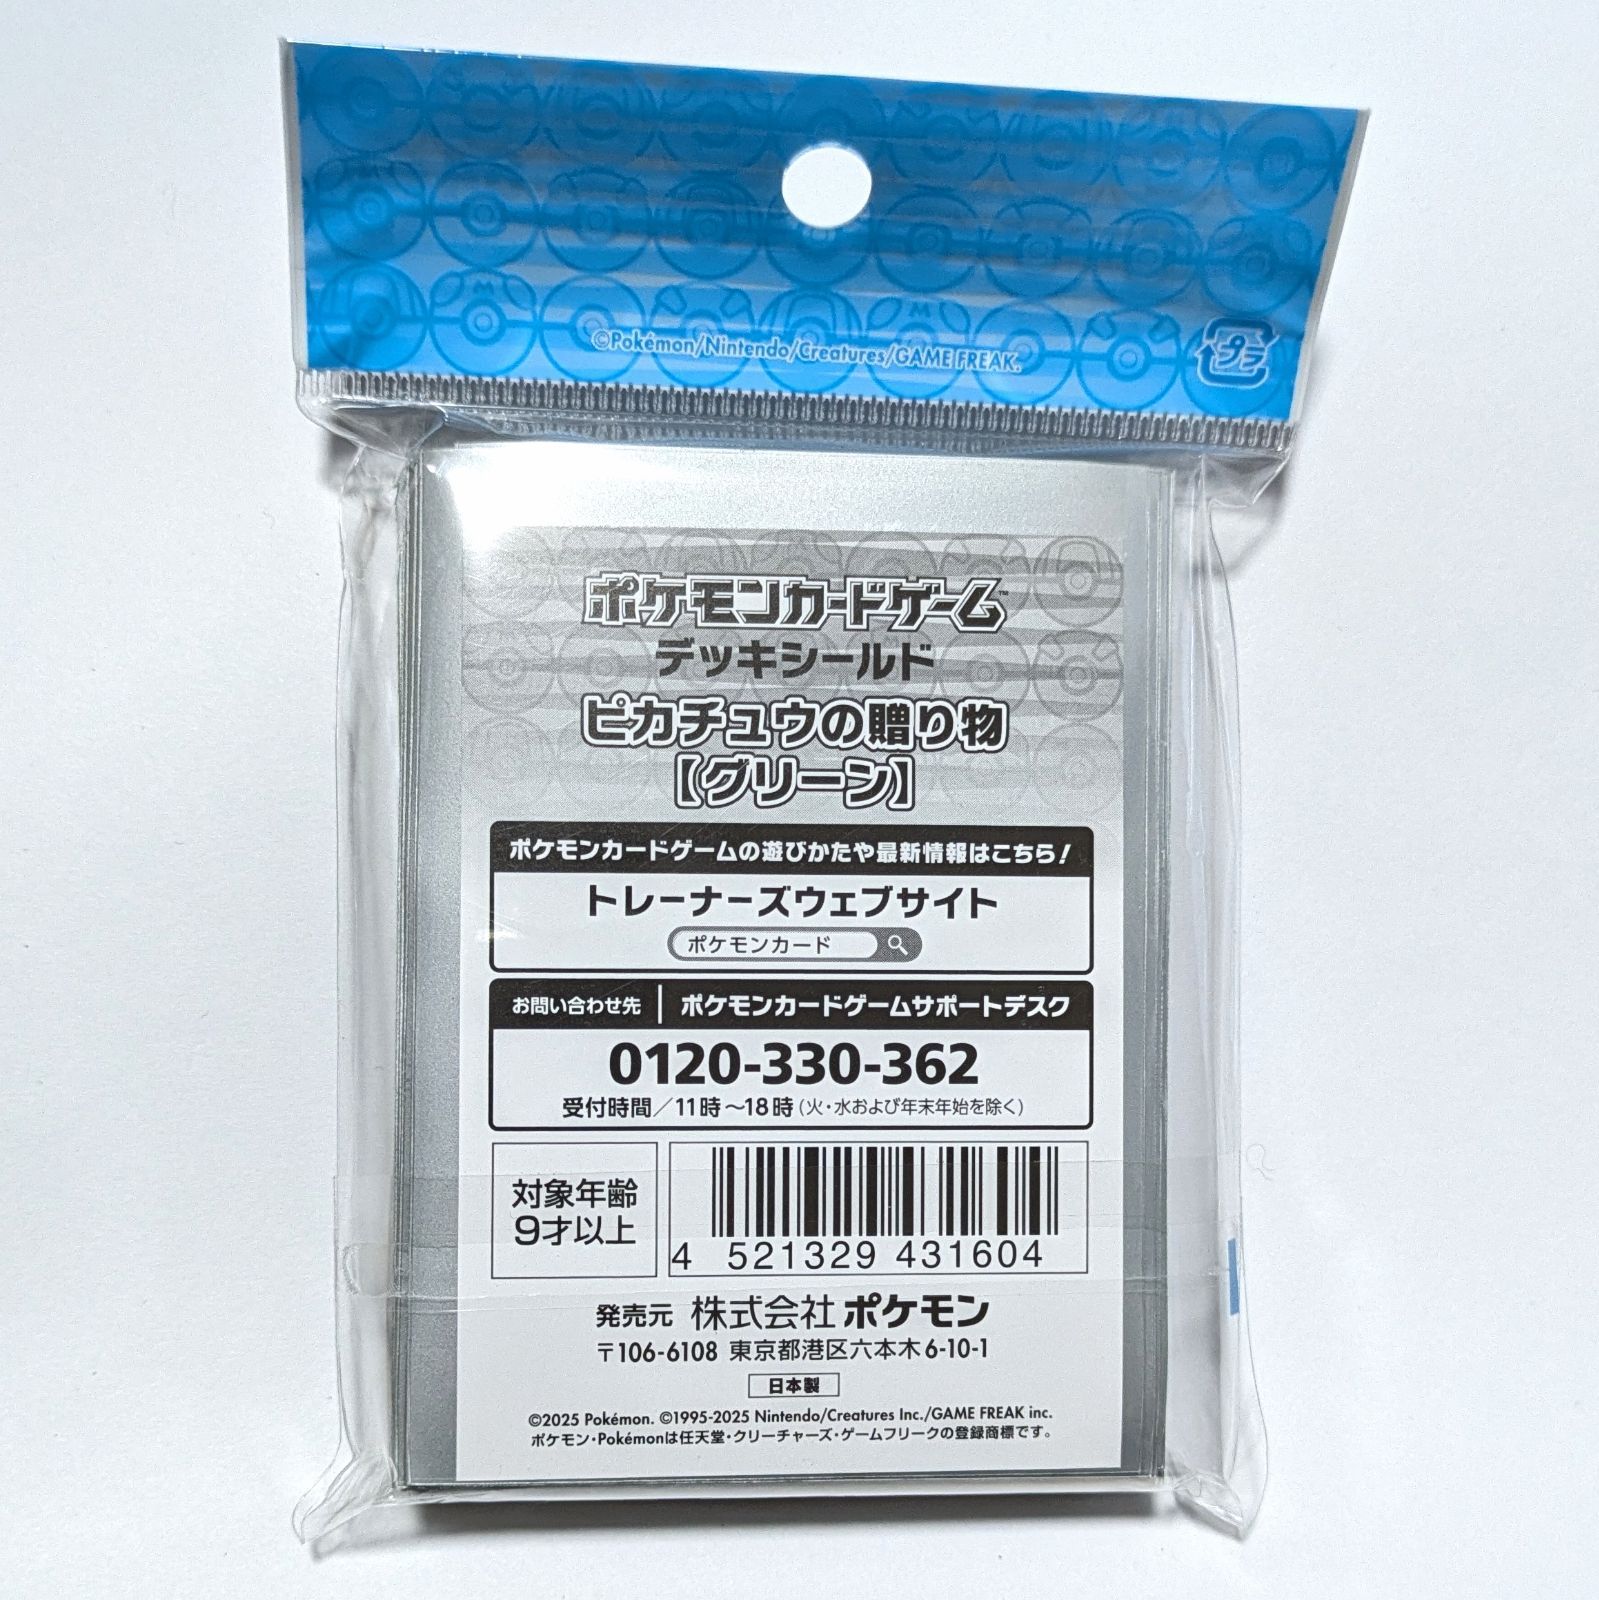 ©Pokémon/Nintendo/Creatures/GAME FREAK.
プラ
ポケモンカードゲーム™
デッキシールド
ピカチュウの贈り物
【グリーン】
ポケモンカードゲームの遊びかたや最新情報はこちら!
トレーナーズウェブサイト
ポケモンカード
お問い合わせ先 ポケモンカードゲームサポートデスク
0120-330-362
受付時間/11時～18時(火・水および年末年始を除く)
対象年齢
9才以上
4 521329 431604
発売元 株式会社ポケモン
〒106-6108 東京都港区六本木6-10-1
日本製
©2025 Pokémon. ©1995-2025 Nintendo/Creatures Inc./GAME FREAK inc.
ポケモン・Pokémonは任天堂・クリーチャーズ・ゲームフリークの登録商標です。